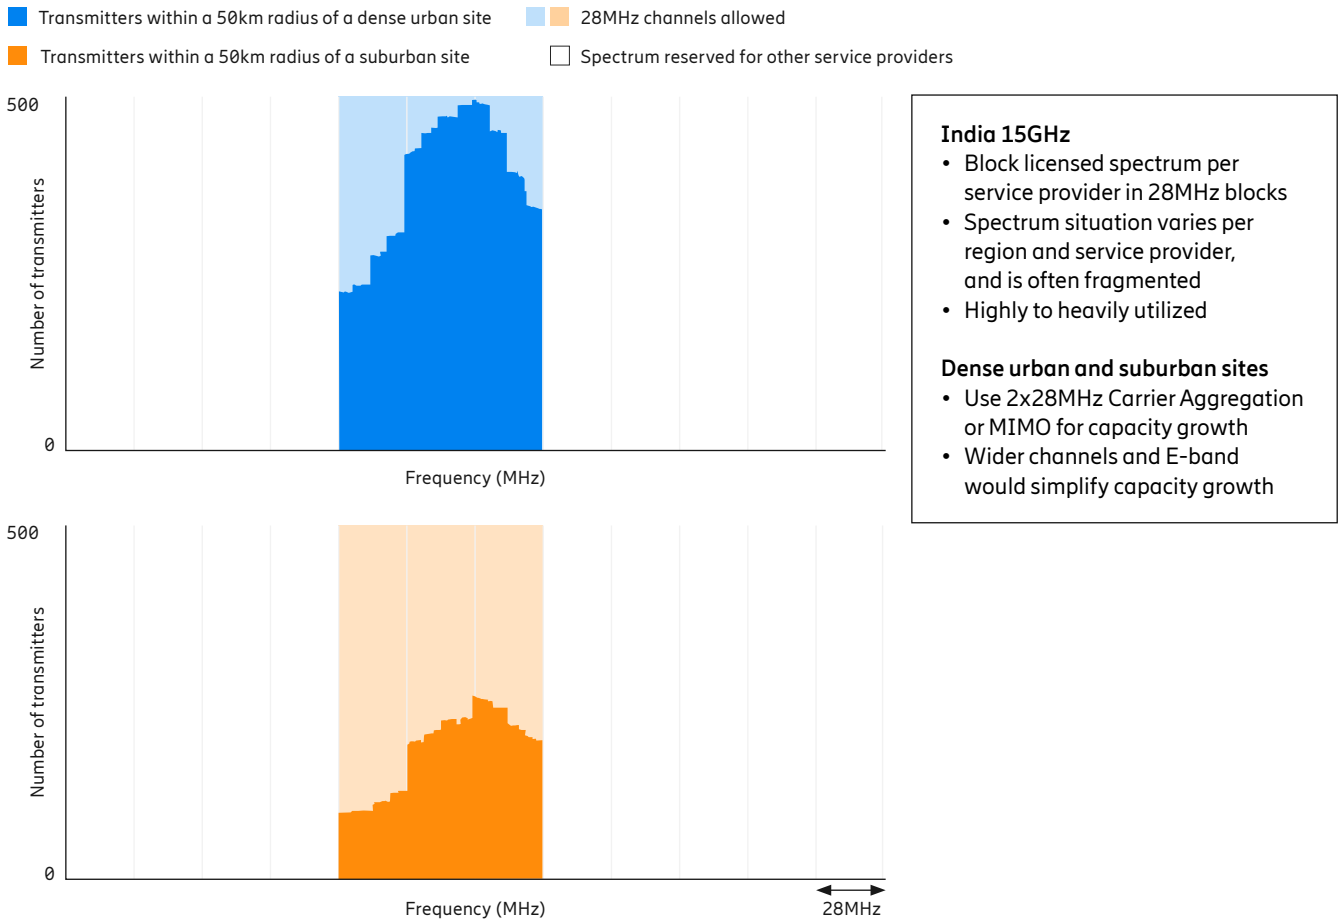 Transmitters within a 50km radius of a dense urban site
28MHz channels allowed
Transmitters within a 50km radius of a suburban site
Spectrum reserved for other service providers
500
Number of transmitters
0
Frequency (MHz)
India 15GHz
• Block licensed spectrum per
service provider in 28MHz blocks
• Spectrum situation varies per
region and service provider,
and is often fragmented
• Highly to heavily utilized
Dense urban and suburban sites
• Use 2x28MHz Carrier Aggregation
or MIMO for capacity growth
• Wider channels and E-band
would simplify capacity growth
500
Number of transmitters
0
Frequency (MHz)
28MHz